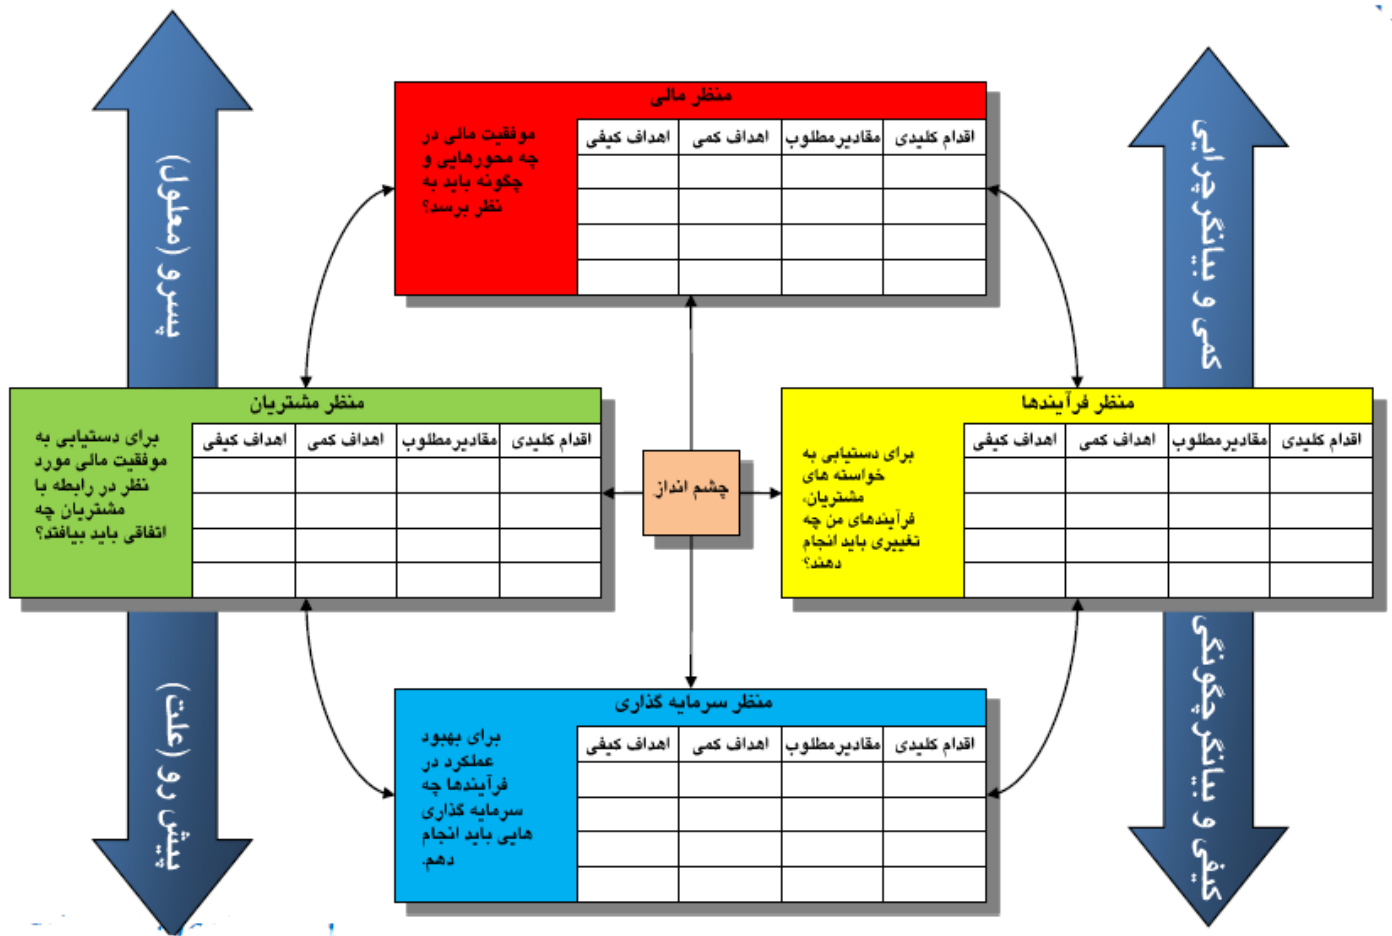 منظر مالی
موفقیت مالی در
چه محورهایی و
چگونه باید به
نظر برسد؟
اهداف کیفی
اهداف کمی
مقادیرمطلوب
اقدام کلیدی
پسرو (معلول)
کمی و بیانگرچرایی
منظر مشتریان
برای دستیابی به
موفقیت مالی مورد
نظر در رابطه با
مشتریان چه
اتفاقی باید بیافتد؟
اهداف کیفی
اهداف کمی
مقادیرمطلوب
اقدام کلیدی
چشم انداز
منظر فرآیندها
برای دستیابی به
خواسته های
مشتریان،
فرآیندهای من چه
تغییری باید انجام
دهند؟
اهداف کیفی
اهداف کمی
مقادیرمطلوب
اقدام کلیدی
پیش رو (علت)
کیفی و بیانگرچگونگی
منظر سرمایه گذاری
برای بهبود
عملکرد در
فرآیندها چه
سرمایه گذاری
هایی باید انجام
دهم.
اهداف کیفی
اهداف کمی
مقادیرمطلوب
اقدام کلیدی